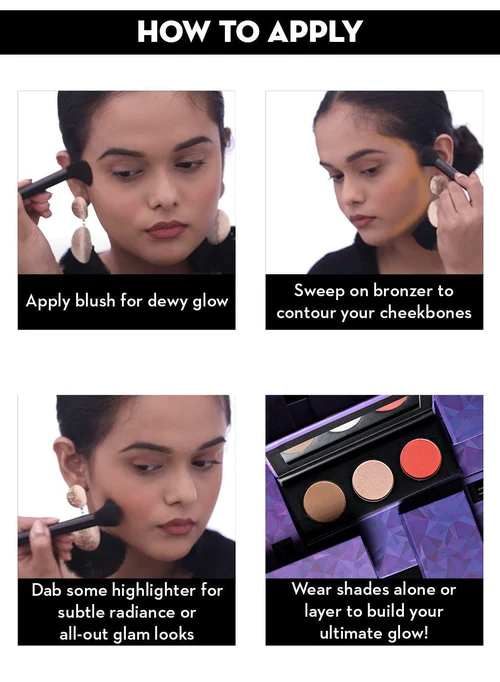 HOW TO APPLY
Apply blush for dewy glow
Sweep on bronzer to
contour your cheekbones
Dab some highlighter for
subtle radiance or
all-out glam looks
Wear shades alone or
layer to build your
ultimate glow!